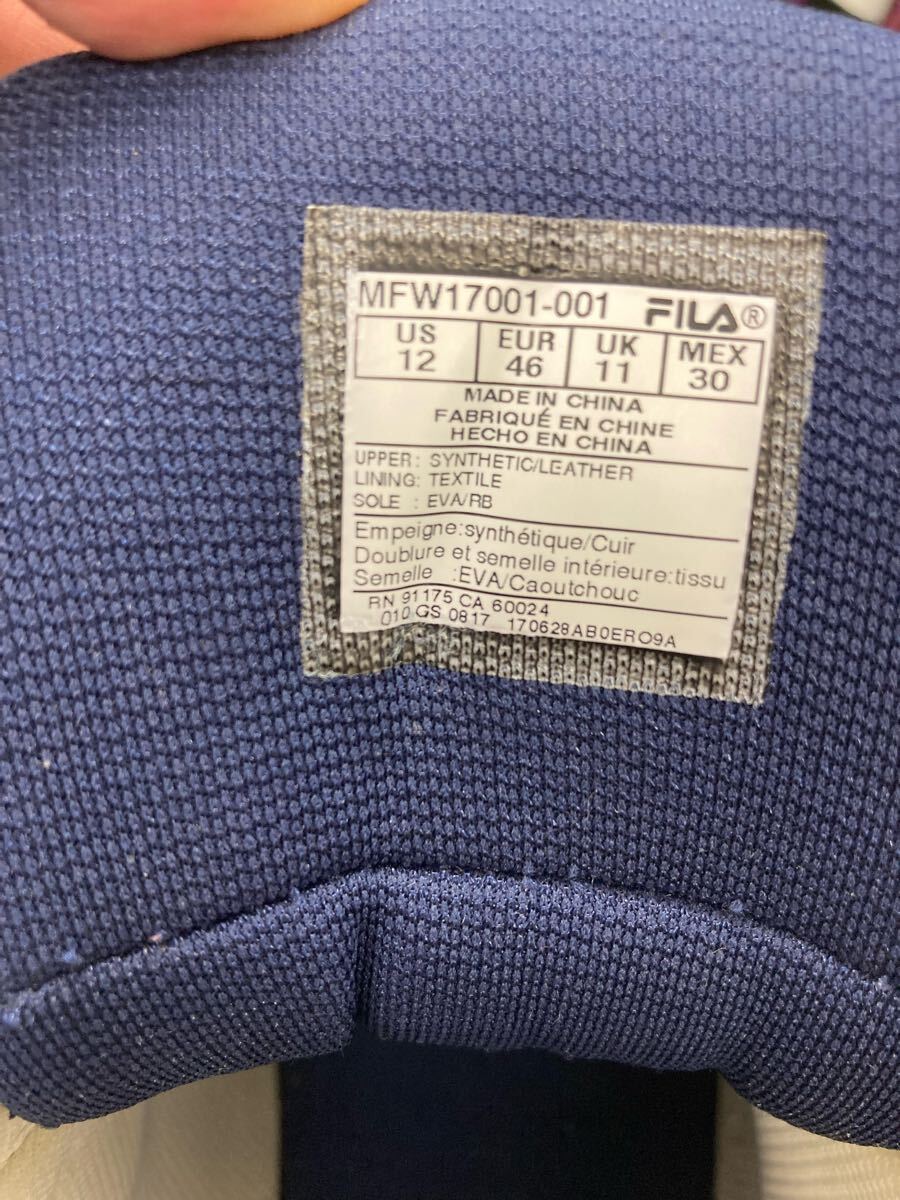 MFW17001-001 FILA®
US EUR UK MEX
12 46 11 30
MADE IN CHINA
FABRIQUÉ EN CHINE
HECHO EN CHINA
UPPER: SYNTHETIC/LEATHER
LINING: TEXTILE
SOLE : EVA/RB
Empeigne:synthétique/Cuir
Doublure et semelle intérieure:tissu
Semelle :EVA/Caoutchouc
RN 91175 CA 60024
010 GS 0817 170628AB0ERO9A